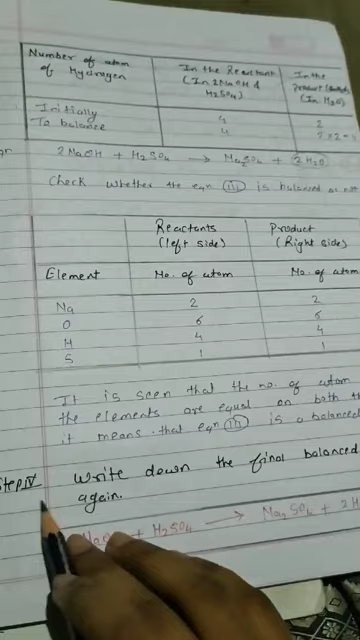 Number of atom In the Reactant In the
of Hydrogen (In 2NaOH & Product
H2SO4) (In H2O)
Initially 4 2
To balance 4 2 × 2 =
2NaOH + H2SO4 → Na2SO4 + 2H2O
Check whether the eqn (iii) is balanced or not
Reactants Product
(left side) (Right side)
Element No. of atom No. of atom
Na 2 2
O 6 6
H 4 4
S 1 1
It is seen that the no. of atom
the elements are equal on both
it means that eqn (iii) is a balanced
Step IV Write down the final balanced
again.
+ H2SO4 → Na2SO4 + 2H